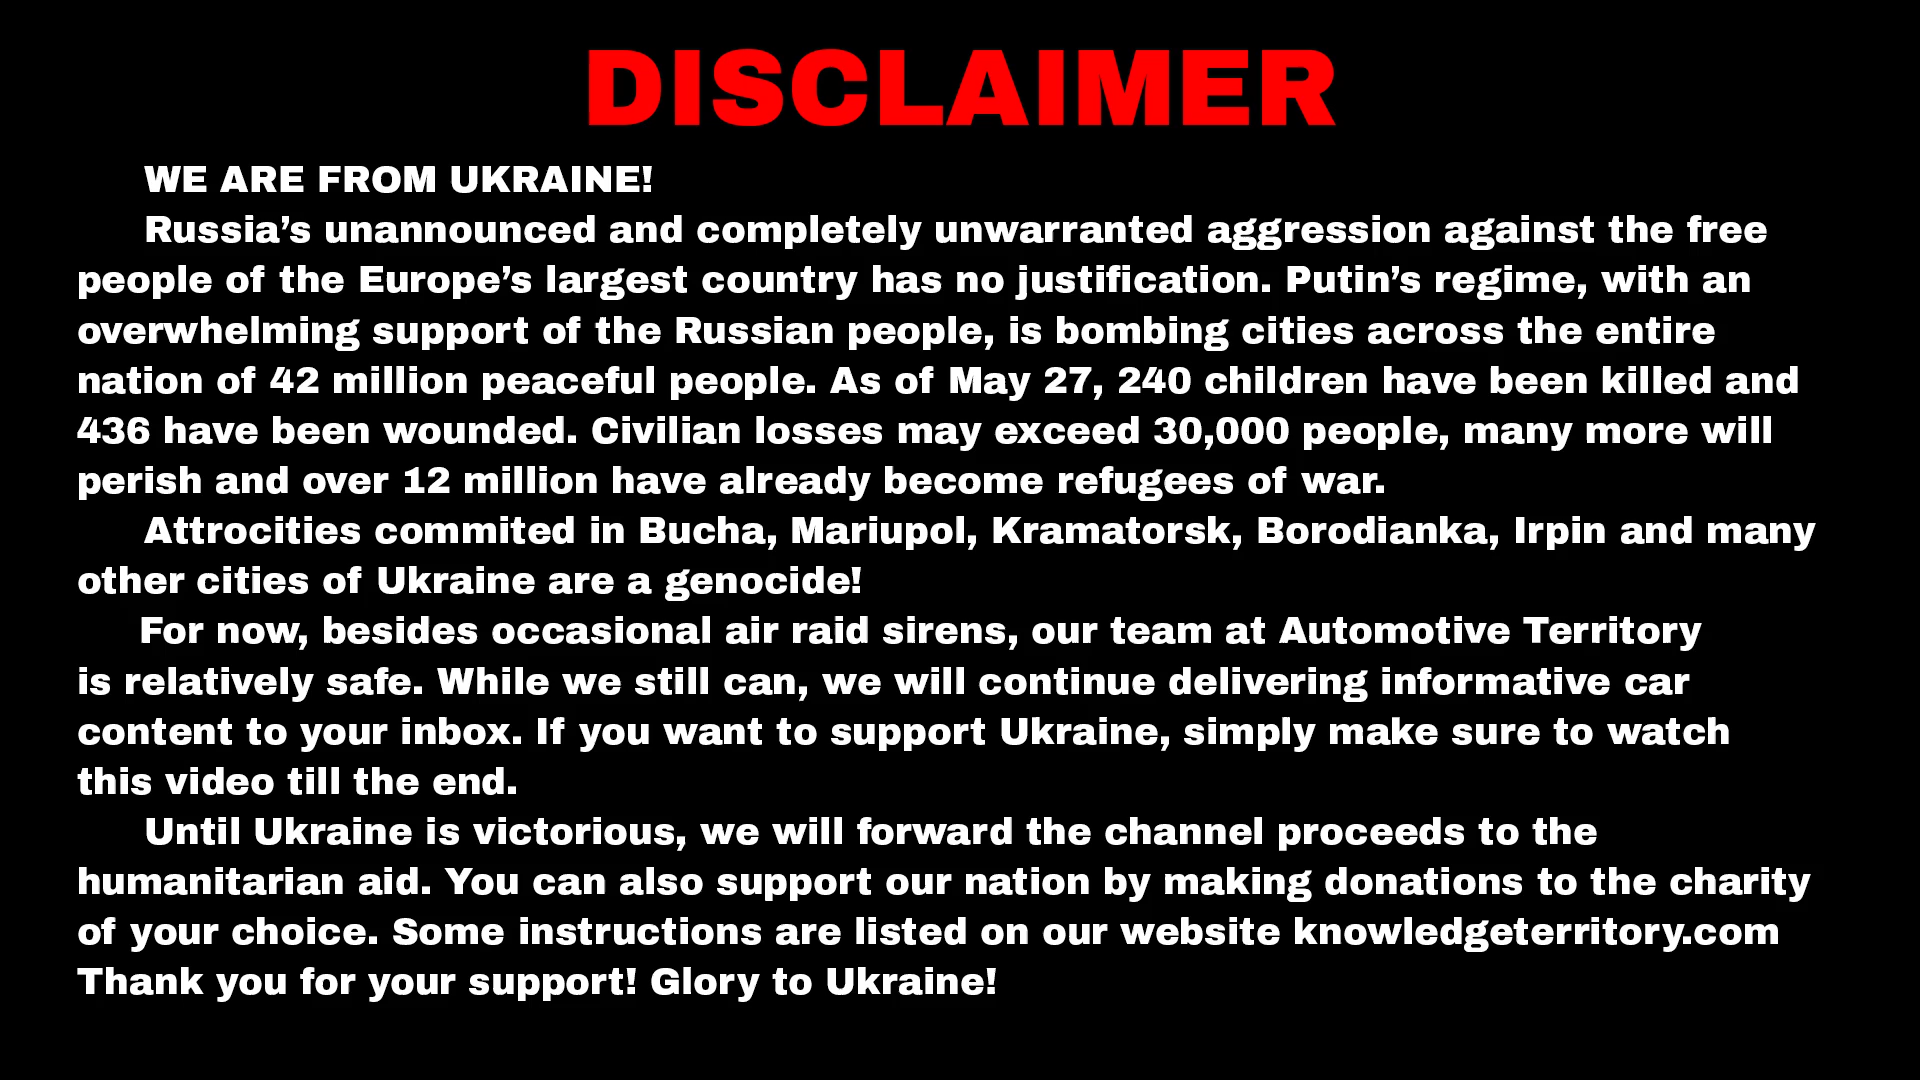 DISCLAIMER
WE ARE FROM UKRAINE!
Russia’s unannounced and completely unwarranted aggression against the free
people of the Europe’s largest country has no justification. Putin’s regime, with an
overwhelming support of the Russian people, is bombing cities across the entire
nation of 42 million peaceful people. As of May 27, 240 children have been killed and
436 have been wounded. Civilian losses may exceed 30,000 people, many more will
perish and over 12 million have already become refugees of war.
Attrocities commited in Bucha, Mariupol, Kramatorsk, Borodianka, Irpin and many
other cities of Ukraine are a genocide!
For now, besides occasional air raid sirens, our team at Automotive Territory
is relatively safe. While we still can, we will continue delivering informative car
content to your inbox. If you want to support Ukraine, simply make sure to watch
this video till the end.
Until Ukraine is victorious, we will forward the channel proceeds to the
humanitarian aid. You can also support our nation by making donations to the charity
of your choice. Some instructions are listed on our website knowledgeterritory.com
Thank you for your support! Glory to Ukraine!